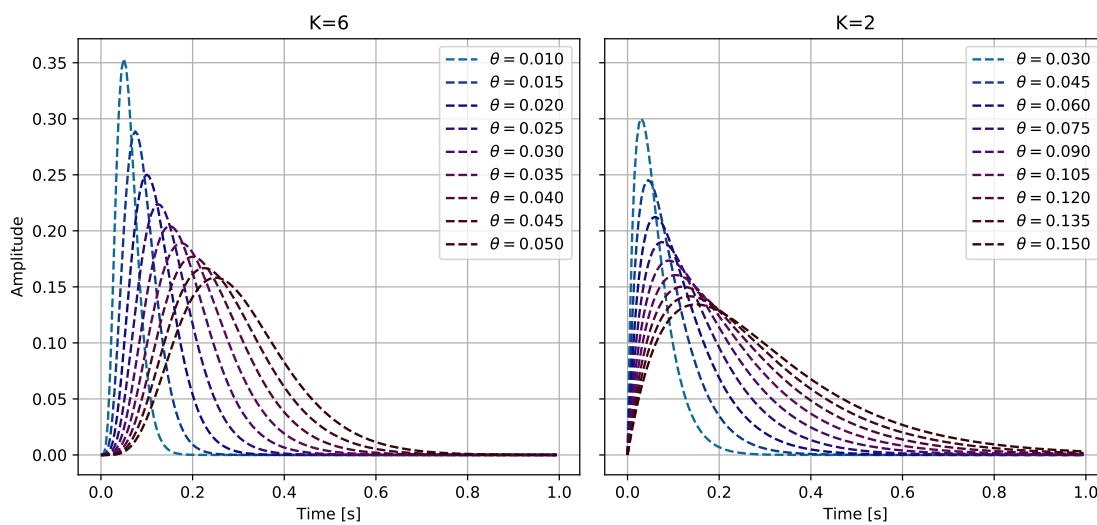 K=6
K=2
Amplitude
0.35
0.30
0.25
0.20
0.15
0.10
0.05
0.00
θ = 0.010
θ = 0.015
θ = 0.020
θ = 0.025
θ = 0.030
θ = 0.035
θ = 0.040
θ = 0.045
θ = 0.050
θ = 0.030
θ = 0.045
θ = 0.060
θ = 0.075
θ = 0.090
θ = 0.105
θ = 0.120
θ = 0.135
θ = 0.150
0.0 0.2 0.4 0.6 0.8 1.0
0.0 0.2 0.4 0.6 0.8 1.0
Time [s]
Time [s]